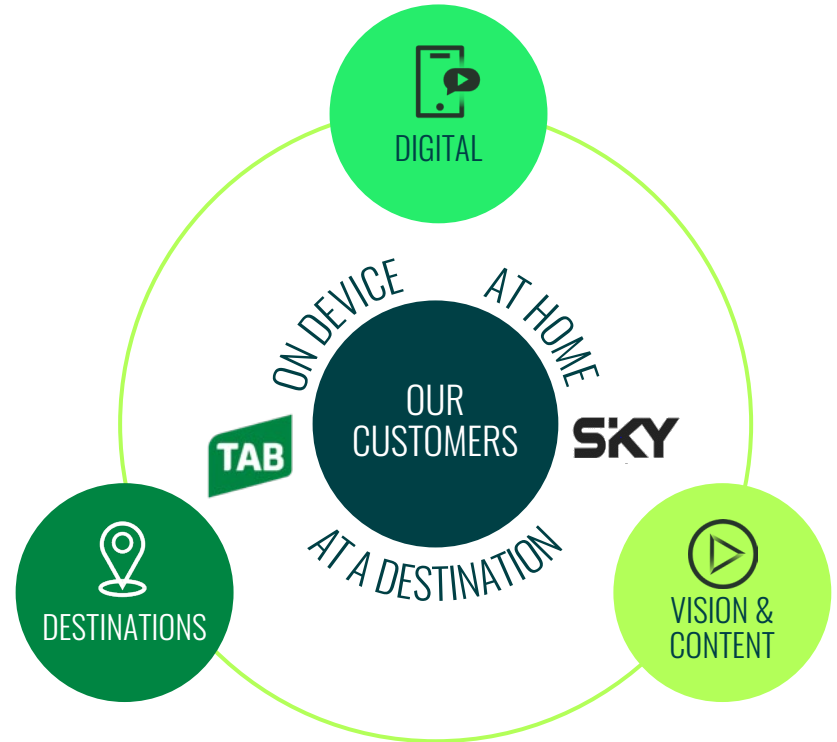 DIGITAL
ON DEVICE
AT HOME
OUR
CUSTOMERS
TAB
SKY
AT A DESTINATION
DESTINATIONS
VISION &
CONTENT